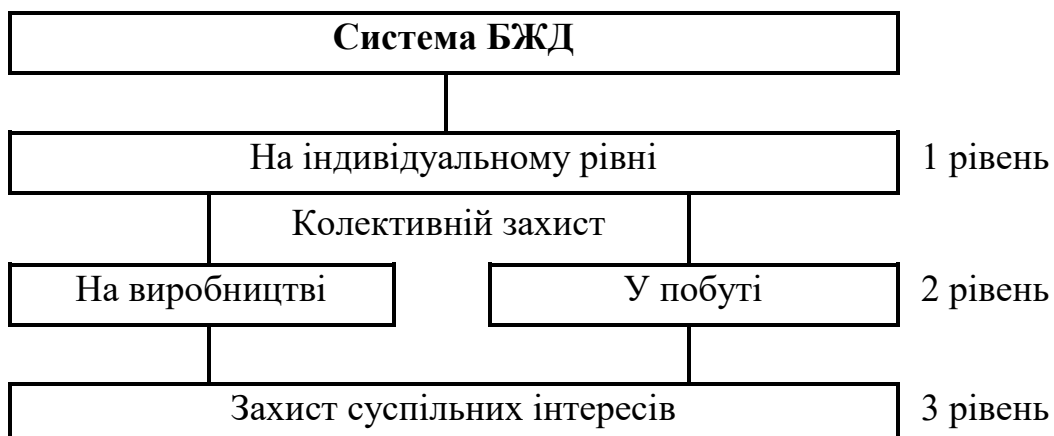 Система БЖД
На індивідуальному рівні 1 рівень
Колективній захист
На виробництві У побуті 2 рівень
Захист суспільних інтересів 3 рівень